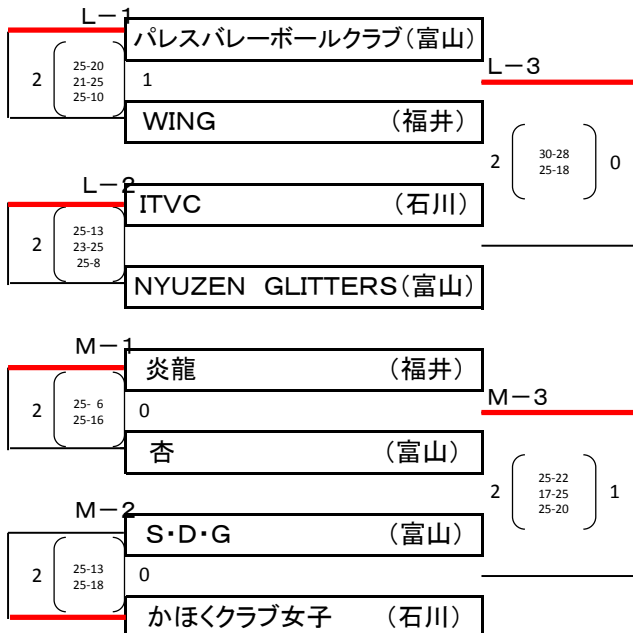 L-1
パレスバレーボールクラブ(富山)
2
25-20
21-25
25-10
1
WING (福井)
L-3
2
30-28
25-18
0
L-2
ITVC (石川)
2
25-13
23-25
25-8
NYUZEN GLITTERS(富山)
M-1
炎龍 (福井)
2
25- 6
25-16
0
杏 (富山)
M-3
2
25-22
17-25
25-20
1
M-2
S・D・G (富山)
2
25-13
25-18
0
かほくクラブ女子 (石川)